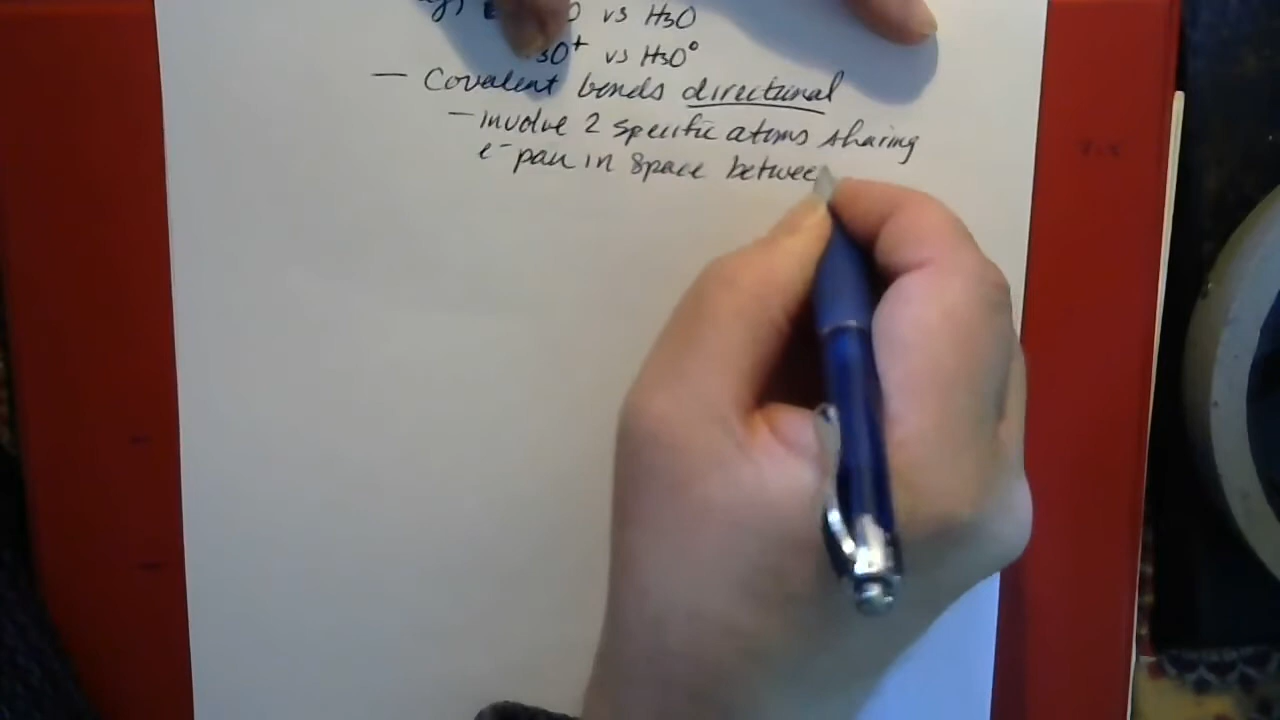 vs H3O
3O+ vs H3O°
— Covalent bonds directional
— involve 2 specific atoms sharing
e⁻ pair in space betwee